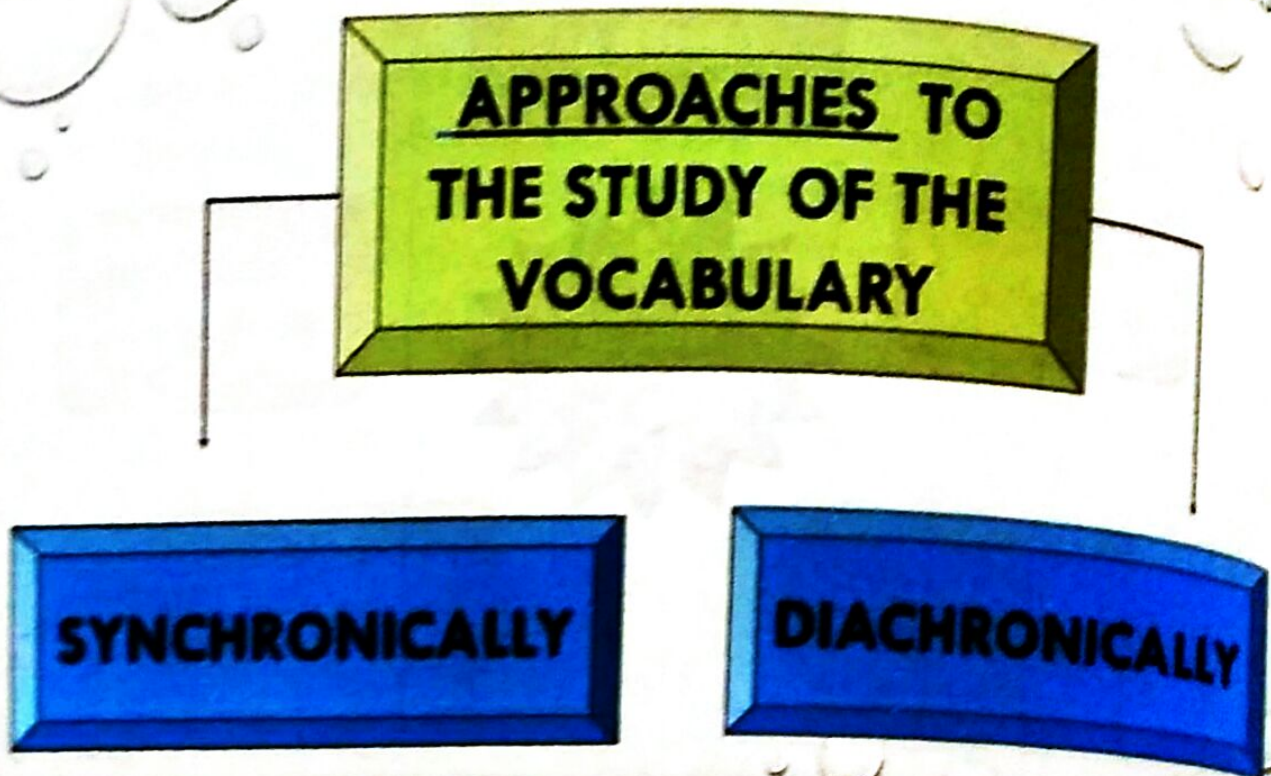 APPROACHES TO
THE STUDY OF THE
VOCABULARY
SYNCHRONICALLY
DIACHRONICALLY